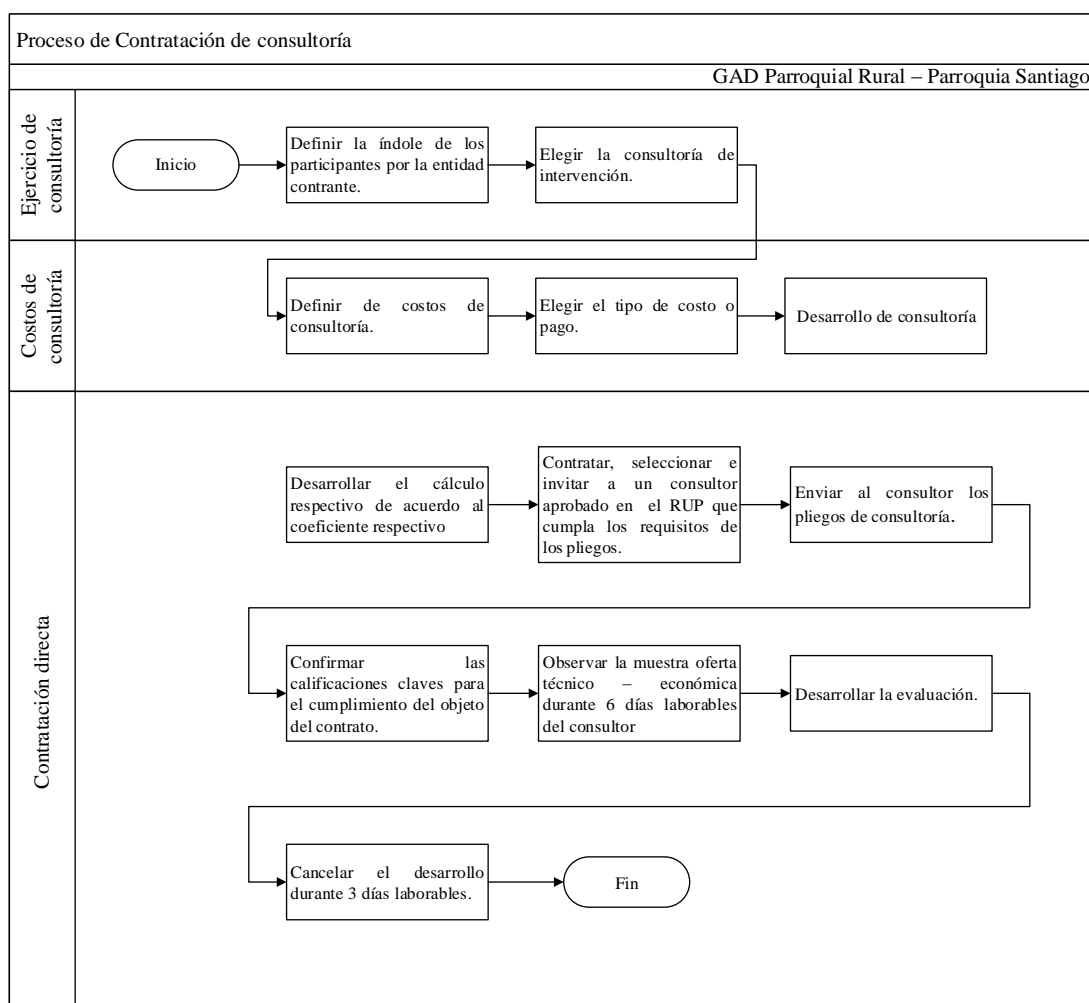 Proceso de Contratación de consultoría
GAD Parroquial Rural – Parroquia Santiago
Ejercicio de
consultoría
Inicio
Definir la índole de los
participantes por la entidad
contrante.
Elegir la consultoría de
intervención.
Costos de
consultoría
Definir de costos de
consultoría.
Elegir el tipo de costo o
pago.
Desarrollo de consultoría
Contratación directa
Desarrollar el cálculo
respectivo de acuerdo al
coeficiente respectivo
Contratar, seleccionar e
invitar a un consultor
aprobado en el RUP que
cumpla los requisitos de
los pliegos.
Enviar al consultor los
pliegos de consultoría.
Confirmar las
calificaciones claves para
el cumplimiento del objeto
del contrato.
Observar la muestra oferta
técnico – económica
durante 6 días laborables
del consultor
Desarrollar la evaluación.
Cancelar el desarrollo
durante 3 días laborables.
Fin